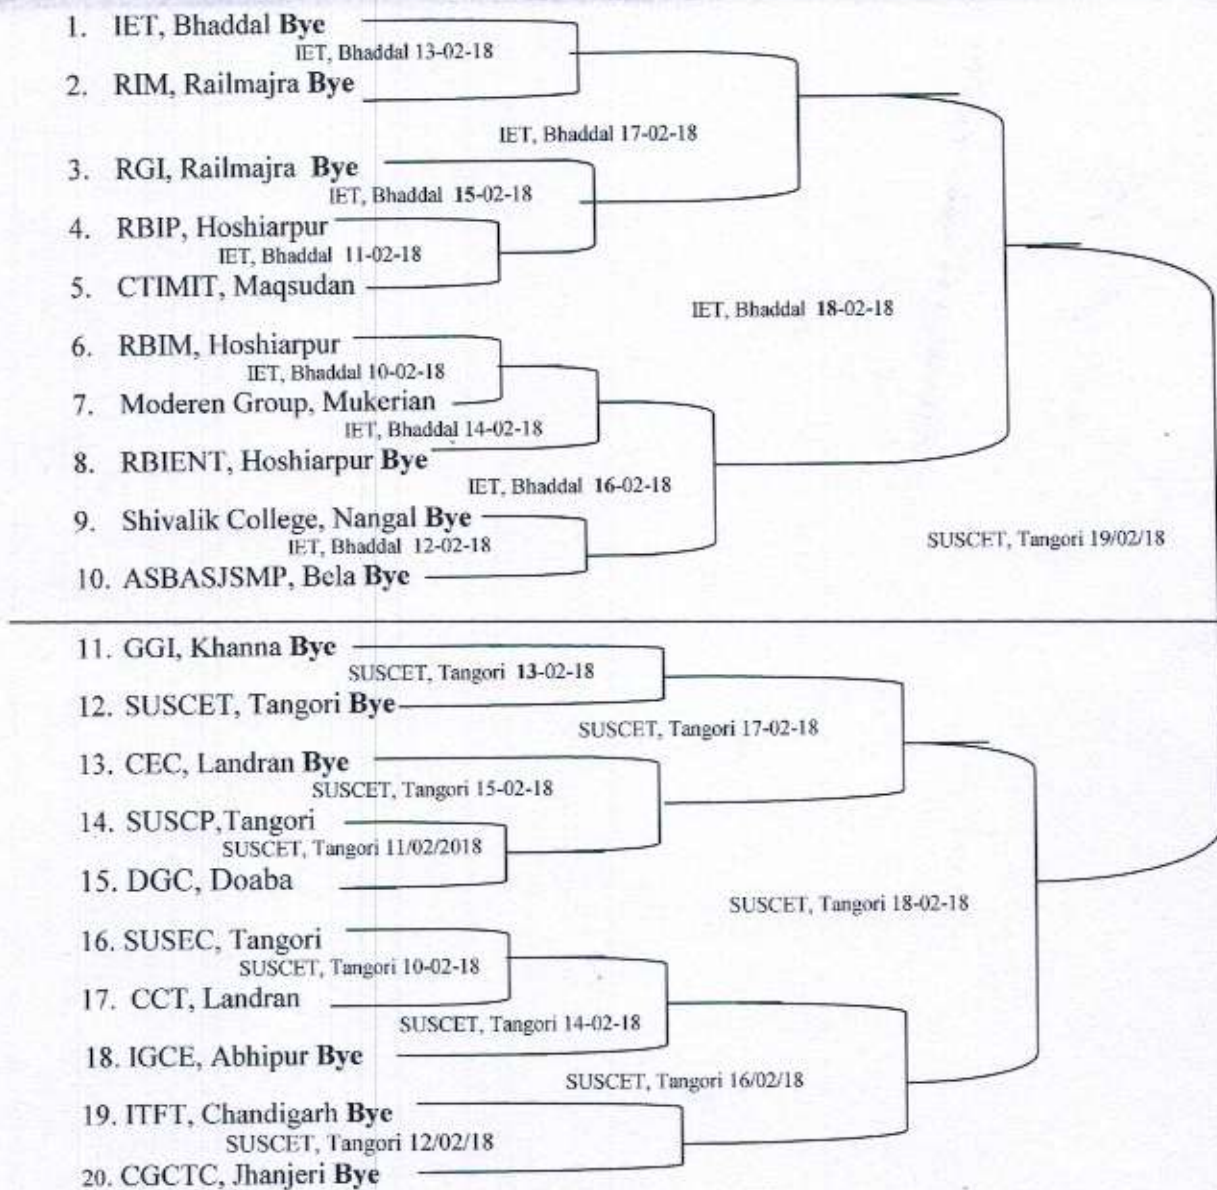 1. IET, Bhaddal Bye
IET, Bhaddal 13-02-18
2. RIM, Railmajra Bye
IET, Bhaddal 17-02-18
3. RGI, Railmajra Bye
IET, Bhaddal 15-02-18
4. RBIP, Hoshiarpur
IET, Bhaddal 11-02-18
5. CTIMIT, Maqsudan
IET, Bhaddal 18-02-18
6. RBIM, Hoshiarpur
IET, Bhaddal 10-02-18
7. Moderen Group, Mukerian
IET, Bhaddal 14-02-18
8. RBIENT, Hoshiarpur Bye
IET, Bhaddal 16-02-18
9. Shivalik College, Nangal Bye
IET, Bhaddal 12-02-18
SUSCET, Tangori 19/02/18
10. ASBASJSMP, Bela Bye
11. GGI, Khanna Bye
SUSCET, Tangori 13-02-18
12. SUSCET, Tangori Bye
SUSCET, Tangori 17-02-18
13. CEC, Landran Bye
SUSCET, Tangori 15-02-18
14. SUSCP,Tangori
SUSCET, Tangori 11/02/2018
15. DGC, Doaba
SUSCET, Tangori 18-02-18
16. SUSEC, Tangori
SUSCET, Tangori 10-02-18
17. CCT, Landran
SUSCET, Tangori 14-02-18
18. IGCE, Abhipur Bye
SUSCET, Tangori 16/02/18
19. ITFT, Chandigarh Bye
SUSCET, Tangori 12/02/18
20. CGCTC, Jhanjeri Bye